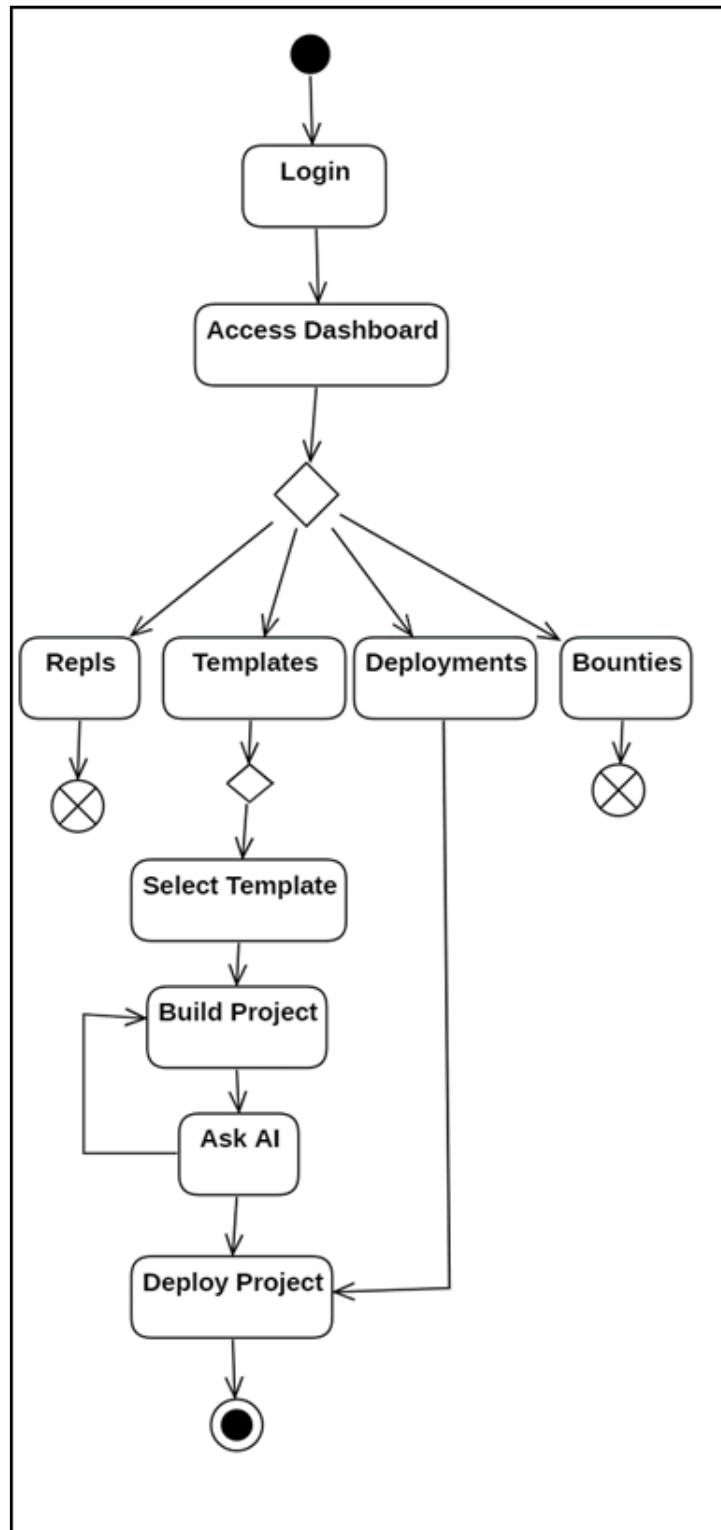 Login
Access Dashboard
Repls
Templates
Deployments
Bounties
Select Template
Build Project
Ask AI
Deploy Project